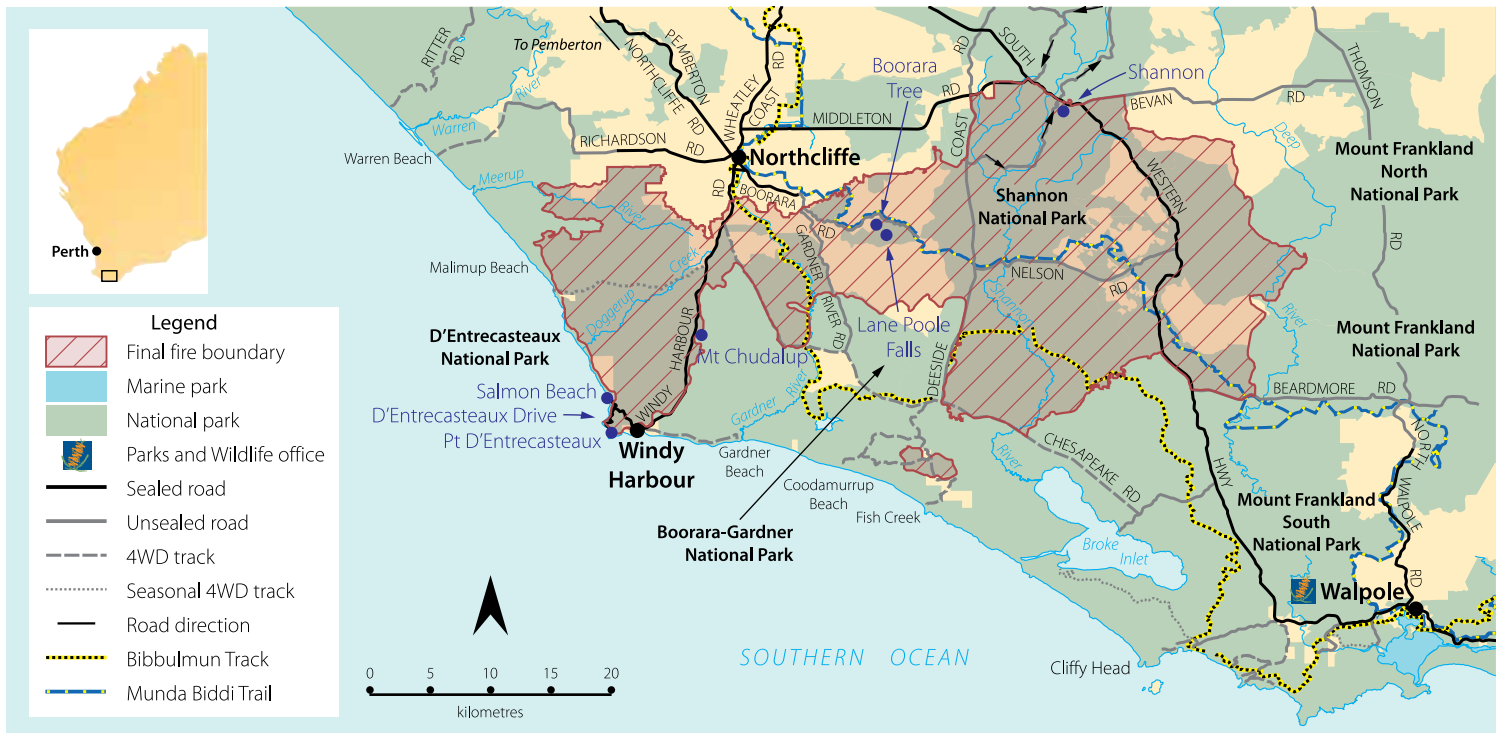 Perth
Legend
Final fire boundary
Marine park
National park
Parks and Wildlife office
Sealed road
Unsealed road
4WD track
Seasonal 4WD track
Road direction
Bibbulmun Track
Munda Biddi Trail
0 5 10 15 20
kilometres
RITTER
RD
To Pemberton
PEMBERTON
NORTHCLIFFE
RD
WHEATLEY
COAST
RD
Warren
River
Warren Beach
RICHARDSON
RD
MIDDLETON
RD
Northcliffe
Boorara
Tree
SOUTH
WESTERN
HWY
Shannon
BEVAN
RD
THOMSON
RD
Deep
River
Mount Frankland
North
National Park
Meerup
River
RD
BOORARA
RD
COAST
RD
Shannon
National Park
GARDNER
RIVER RD
NELSON
RD
Malimup Beach
Doggerup
Creek
D'Entrecasteaux
National Park
HARBOUR
WINDY
Mt Chudalup
Lane Poole
Falls
DEESIDE
Shannon
River
Mount Frankland
National Park
BEARDMORE
RD
Salmon Beach
D'Entrecasteaux Drive
Pt D'Entrecasteaux
Windy
Harbour
Gardner
River
Gardner
Beach
Coodamurrup
Beach
Fish Creek
Boorara-Gardner
National Park
CHESAPEAKE
RD
Broke
Inlet
Mount Frankland
South
National Park
NORTH
WALPOLE
RD
Walpole
Cliffy Head
SOUTHERN OCEAN